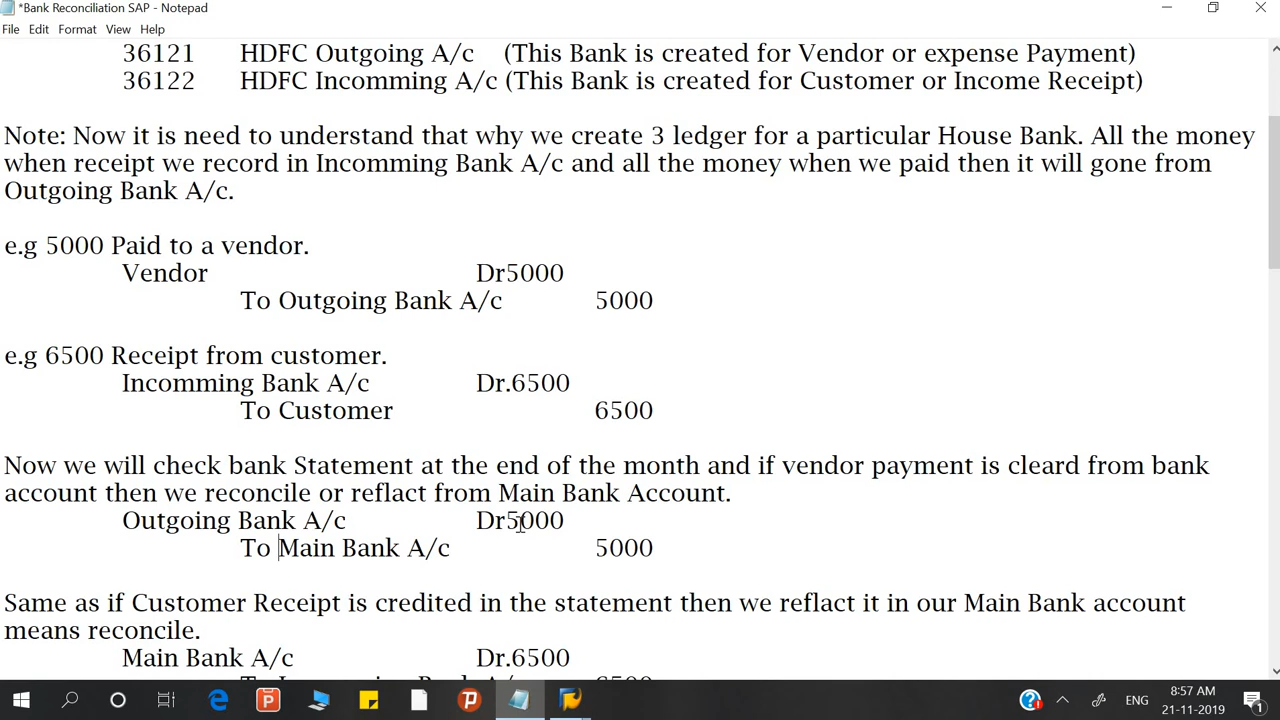 *Bank Reconciliation SAP - Notepad
File Edit Format View Help
36121 HDFC Outgoing A/c (This Bank is created for Vendor or expense Payment)
36122 HDFC Incomming A/c (This Bank is created for Customer or Income Receipt)
Note: Now it is need to understand that why we create 3 ledger for a particular House Bank. All the money
when receipt we record in Incomming Bank A/c and all the money when we paid then it will gone from
Outgoing Bank A/c.
e.g 5000 Paid to a vendor.
Vendor Dr5000
To Outgoing Bank A/c 5000
e.g 6500 Receipt from customer.
Incomming Bank A/c Dr.6500
To Customer 6500
Now we will check bank Statement at the end of the month and if vendor payment is cleard from bank
account then we reconcile or reflact from Main Bank Account.
Outgoing Bank A/c Dr5000
To Main Bank A/c 5000
Same as if Customer Receipt is credited in the statement then we reflact it in our Main Bank account
means reconcile.
Main Bank A/c Dr.6500
ENG
8:57 AM
21-11-2019